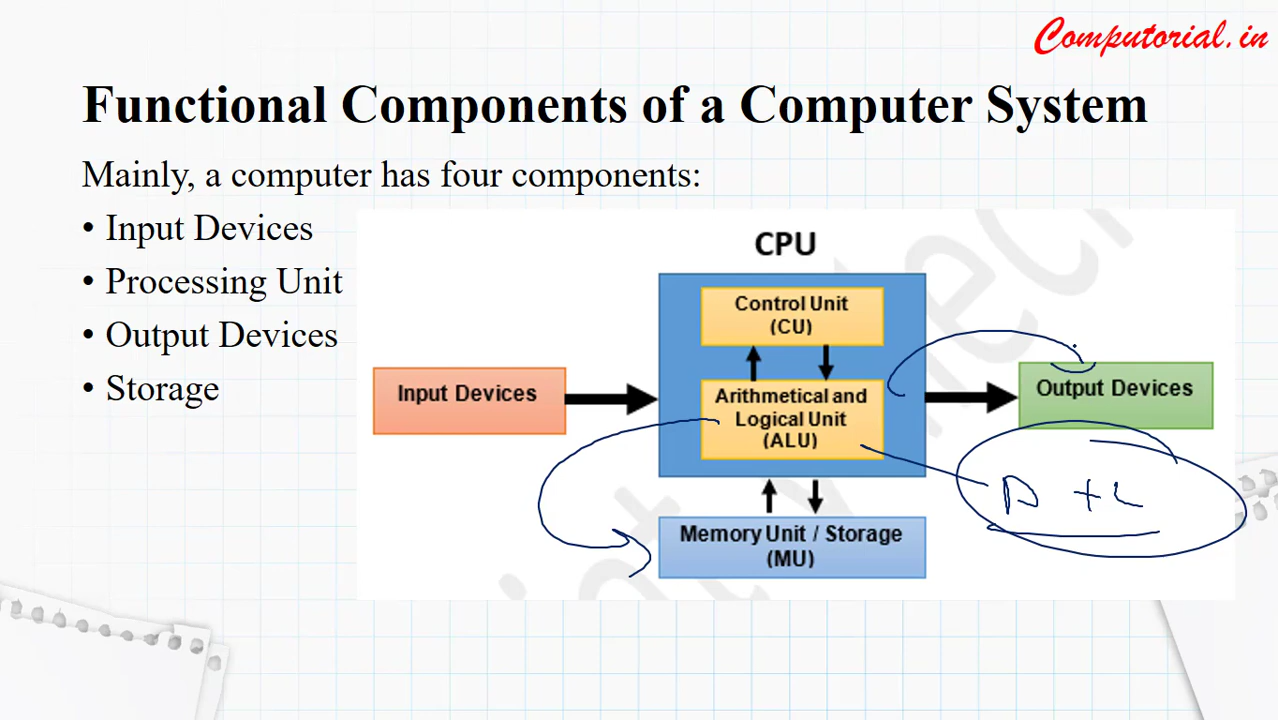 Computorial.in
Functional Components of a Computer System
Mainly, a computer has four components:
• Input Devices
• Processing Unit
• Output Devices
• Storage
CPU
Control Unit
(CU)
Input Devices
Arithmetical and
Logical Unit
(ALU)
Output Devices
Memory Unit / Storage
(MU)
A + L